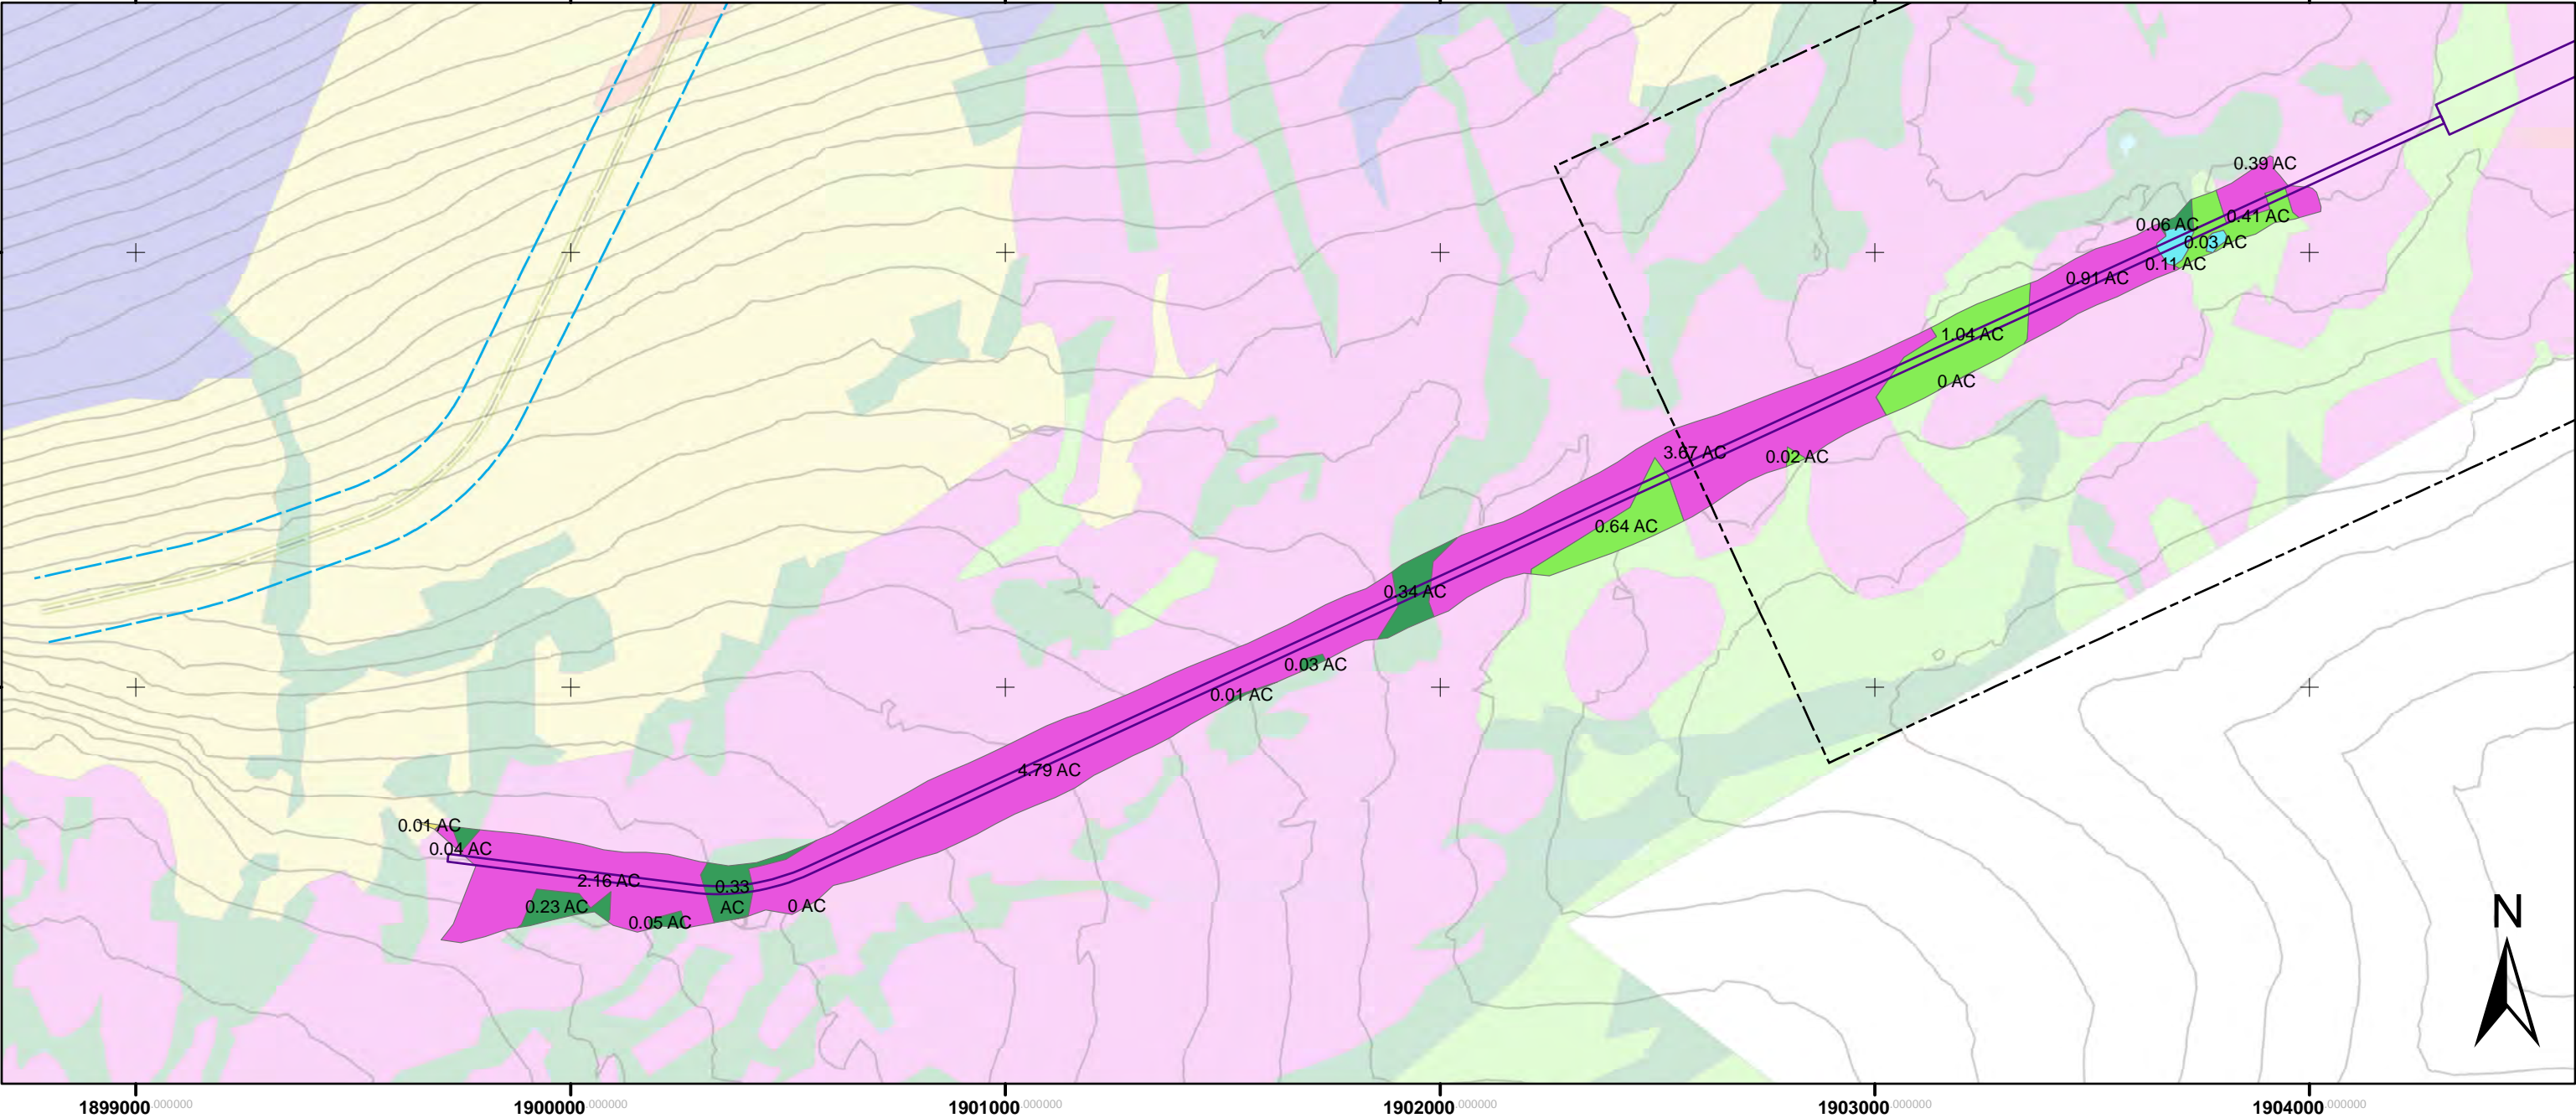 0.39 AC
0.06 AC
0.41 AC
0.03 AC
0.11 AC
0.91 AC
1.04 AC
0 AC
3.67 AC
0.02 AC
0.64 AC
0.34 AC
0.03 AC
0.01 AC
4.79 AC
0.01 AC
0.04 AC
2.16 AC
0.33
AC
0.23 AC
0 AC
0.05 AC
N
1899000.000000
1900000.000000
1901000.000000
1902000.000000
1903000.000000
1904000.000000